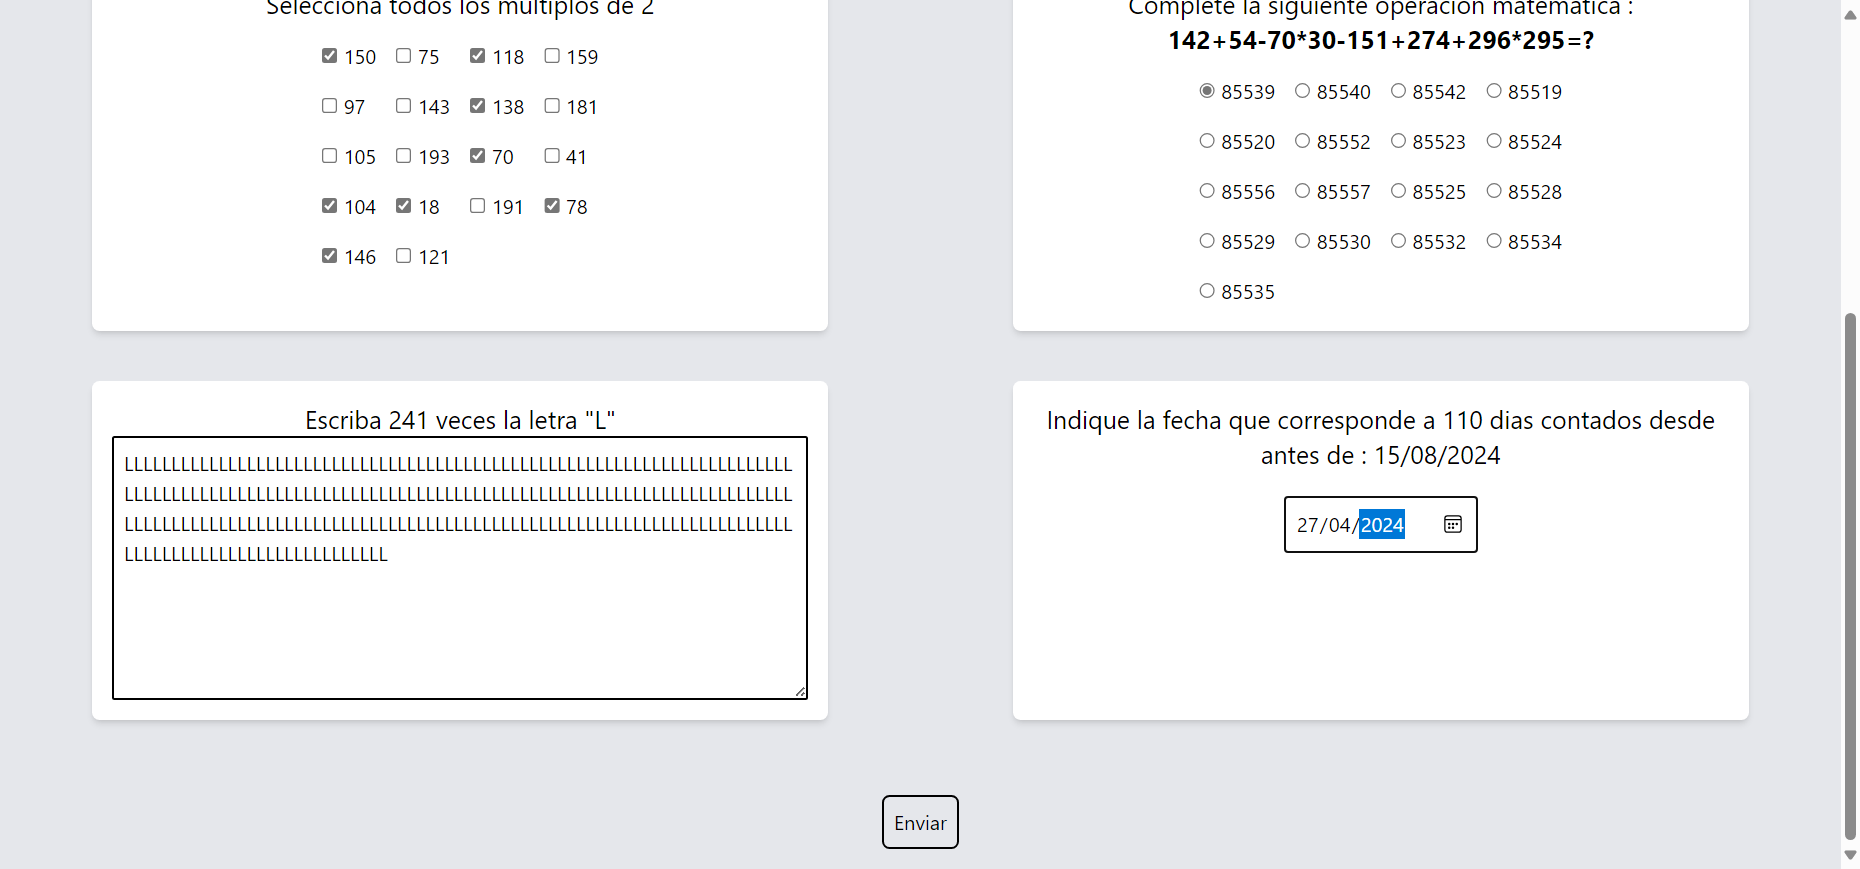 Selecciona todos los multiplos de 2
150 75 118 159
97 143 138 181
105 193 70 41
104 18 191 78
146 121
Complete la siguiente operacion matematica :
142+54-70*30-151+274+296*295=?
85539 85540 85542 85519
85520 85552 85523 85524
85556 85557 85525 85528
85529 85530 85532 85534
85535
Escriba 241 veces la letra "L"
LLLLLLLLLLLLLLLLLLLLLLLLLLLLLLLLLLLLLLLLLLLLLLLLLLLLLLLLLLLLLLLLLLLLLLL
LLLLLLLLLLLLLLLLLLLLLLLLLLLLLLLLLLLLLLLLLLLLLLLLLLLLLLLLLLLLLLLLLLLLLLL
LLLLLLLLLLLLLLLLLLLLLLLLLLLLLLLLLLLLLLLLLLLLLLLLLLLLLLLLLLLLLLLLLLLLLLL
LLLLLLLLLLLLLLLLLLLLLLLLLLLL
Indique la fecha que corresponde a 110 dias contados desde
antes de : 15/08/2024
27/04/2024
Enviar